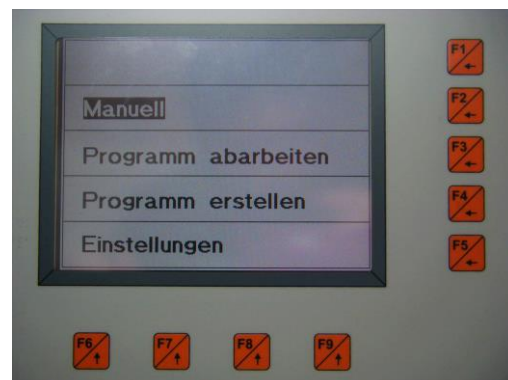 F1
Manuell
F2
Programm abarbeiten
F3
Programm erstellen
F4
Einstellungen
F5
F6 F7 F8 F9